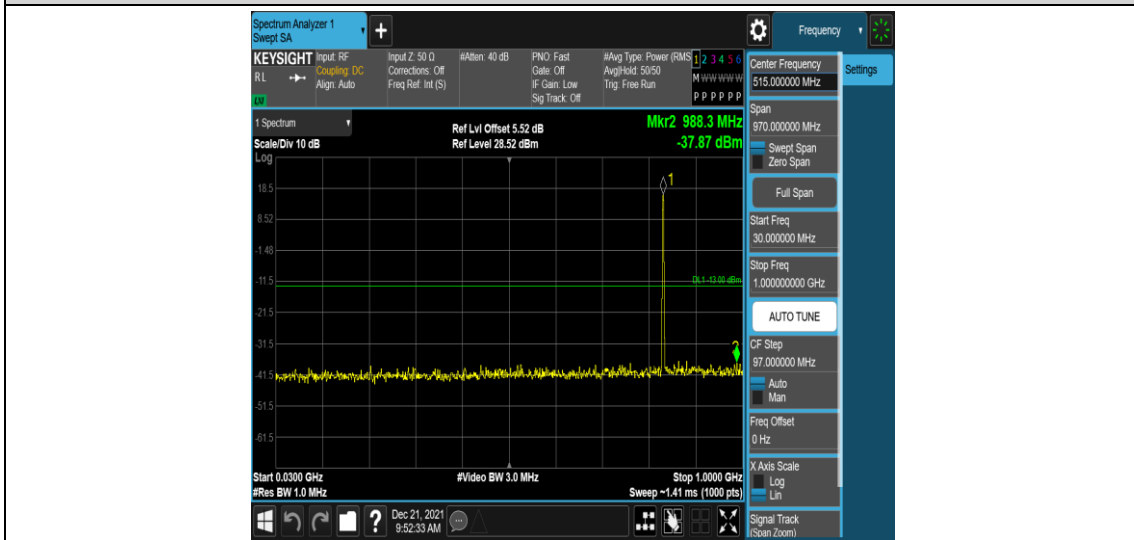 Spectrum Analyzer 1
Swept SA
+
Frequency
KEYSIGHT
RL
Input: RF
Coupling: DC
Align: Auto
Input Z: 50 Ω
Corrections: Off
Freq Ref: Int (S)
#Atten: 40 dB
PNO: Fast
Gate: Off
IF Gain: Low
Sig Track: Off
#Avg Type: Power (RMS
Avg|Hold: 50/50
Trig: Free Run
1 2 3 4 5 6
M W W W W W
P P P P P P
Center Frequency
515.000000 MHz
Settings
1 Spectrum
Scale/Div 10 dB
Log
Ref Lvl Offset 5.52 dB
Ref Level 28.52 dBm
Mkr2 988.3 MHz
-37.87 dBm
18.5
8.52
-1.48
-11.5
-21.5
-31.5
-41.5
-51.5
-61.5
1
DL1 -13.00 dBm
2
Start 0.0300 GHz
#Res BW 1.0 MHz
#Video BW 3.0 MHz
Stop 1.0000 GHz
Sweep ~1.41 ms (1000 pts)
Span
970.000000 MHz
Swept Span
Zero Span
Full Span
Start Freq
30.000000 MHz
Stop Freq
1.000000000 GHz
AUTO TUNE
CF Step
97.000000 MHz
Auto
Man
Freq Offset
0 Hz
X Axis Scale
Log
Lin
Signal Track
(Span Zoom)
?
Dec 21, 2021
9:52:33 AM